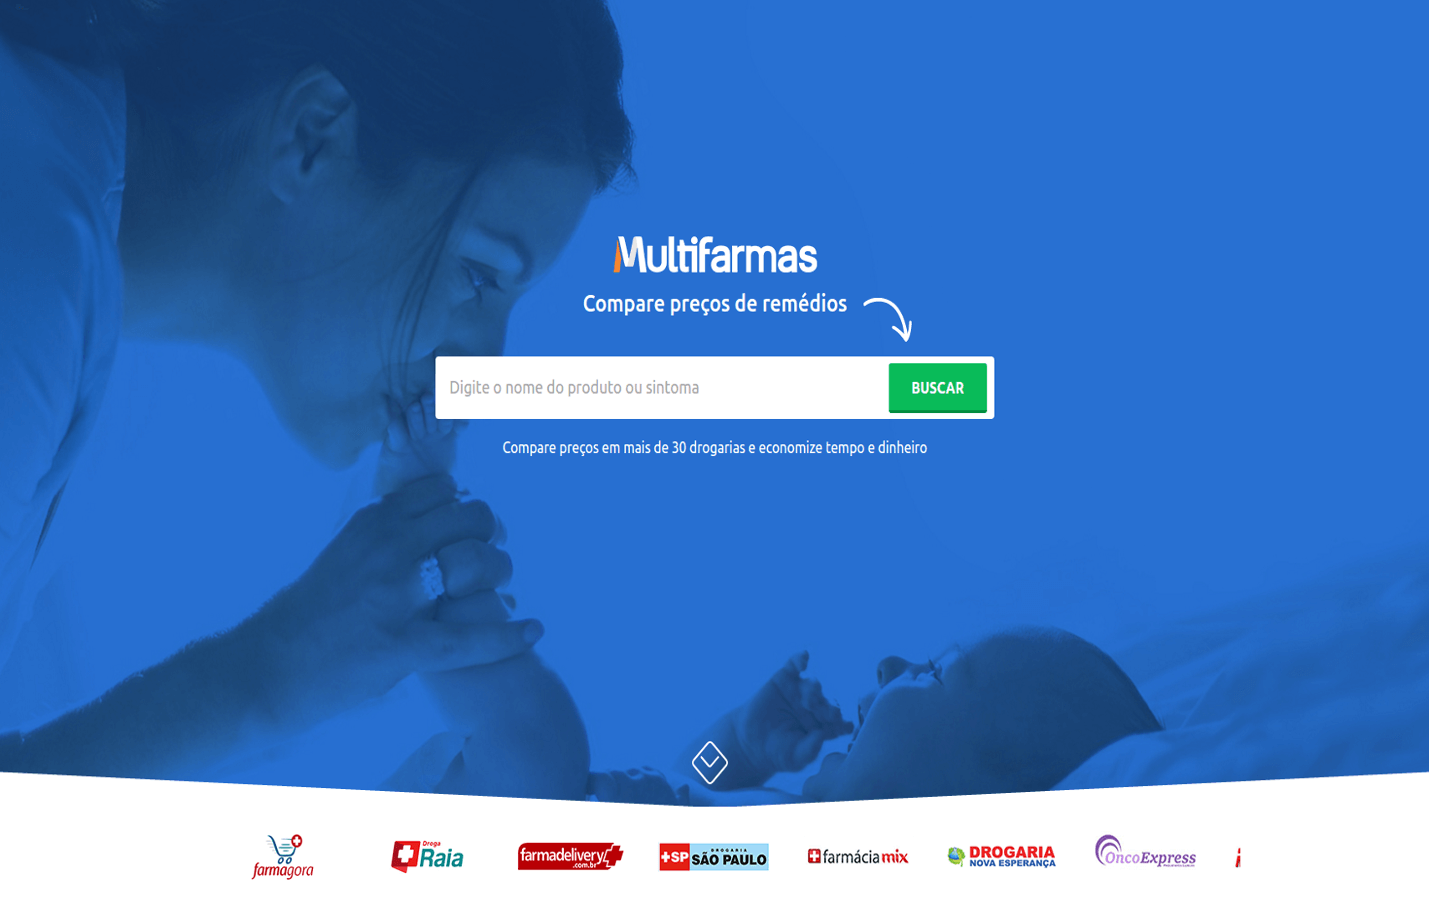 Multifarmas
Compare preços de remédios
Digite o nome do produto ou sintoma
BUSCAR
Compare preços em mais de 30 drogarias e economize tempo e dinheiro
farmagora
Droga
Raia
farmadelivery
.com.br
+SP
DROGARIA
SÃO PAULO
farmácia mix
DROGARIA
NOVA ESPERANÇA
OncoExpress